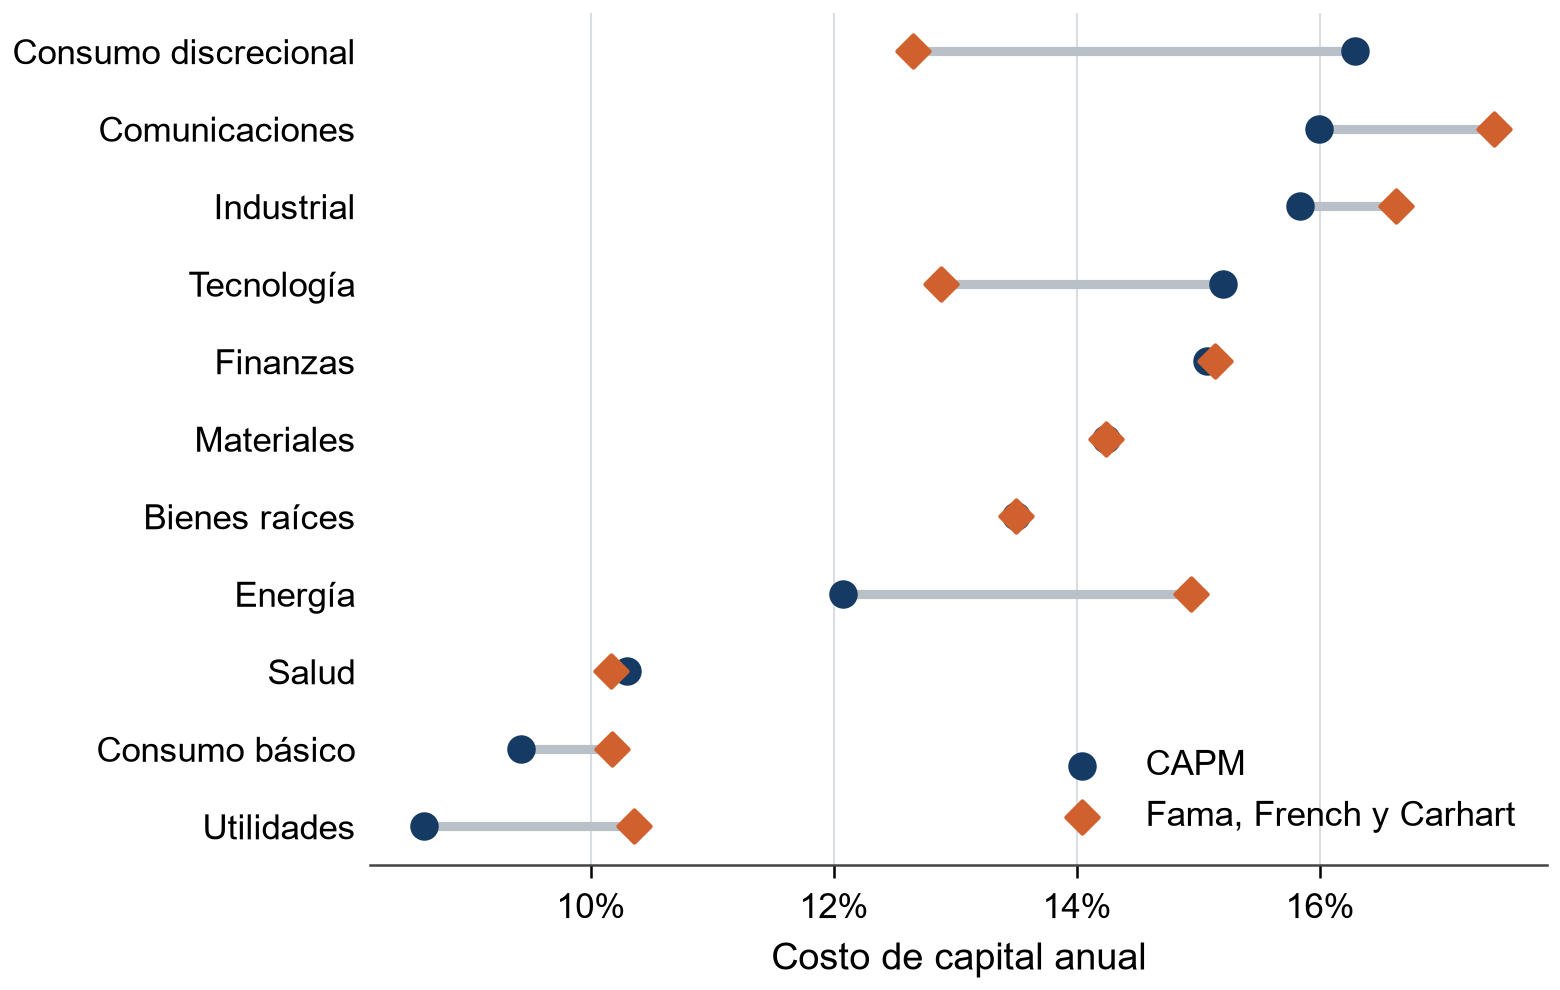 Consumo discrecional
Comunicaciones
Industrial
Tecnología
Finanzas
Materiales
Bienes raíces
Energía
Salud
Consumo básico
Utilidades
CAPM
Fama, French y Carhart
10% 12% 14% 16%
Costo de capital anual